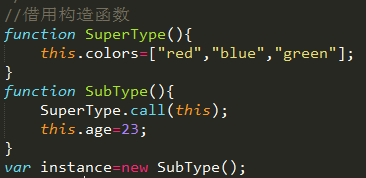 //借用构造函数
function SuperType(){
    this.colors=["red","blue","green"];
}
function SubType(){
    SuperType.call(this);
    this.age=23;
}
var instance=new SubType();